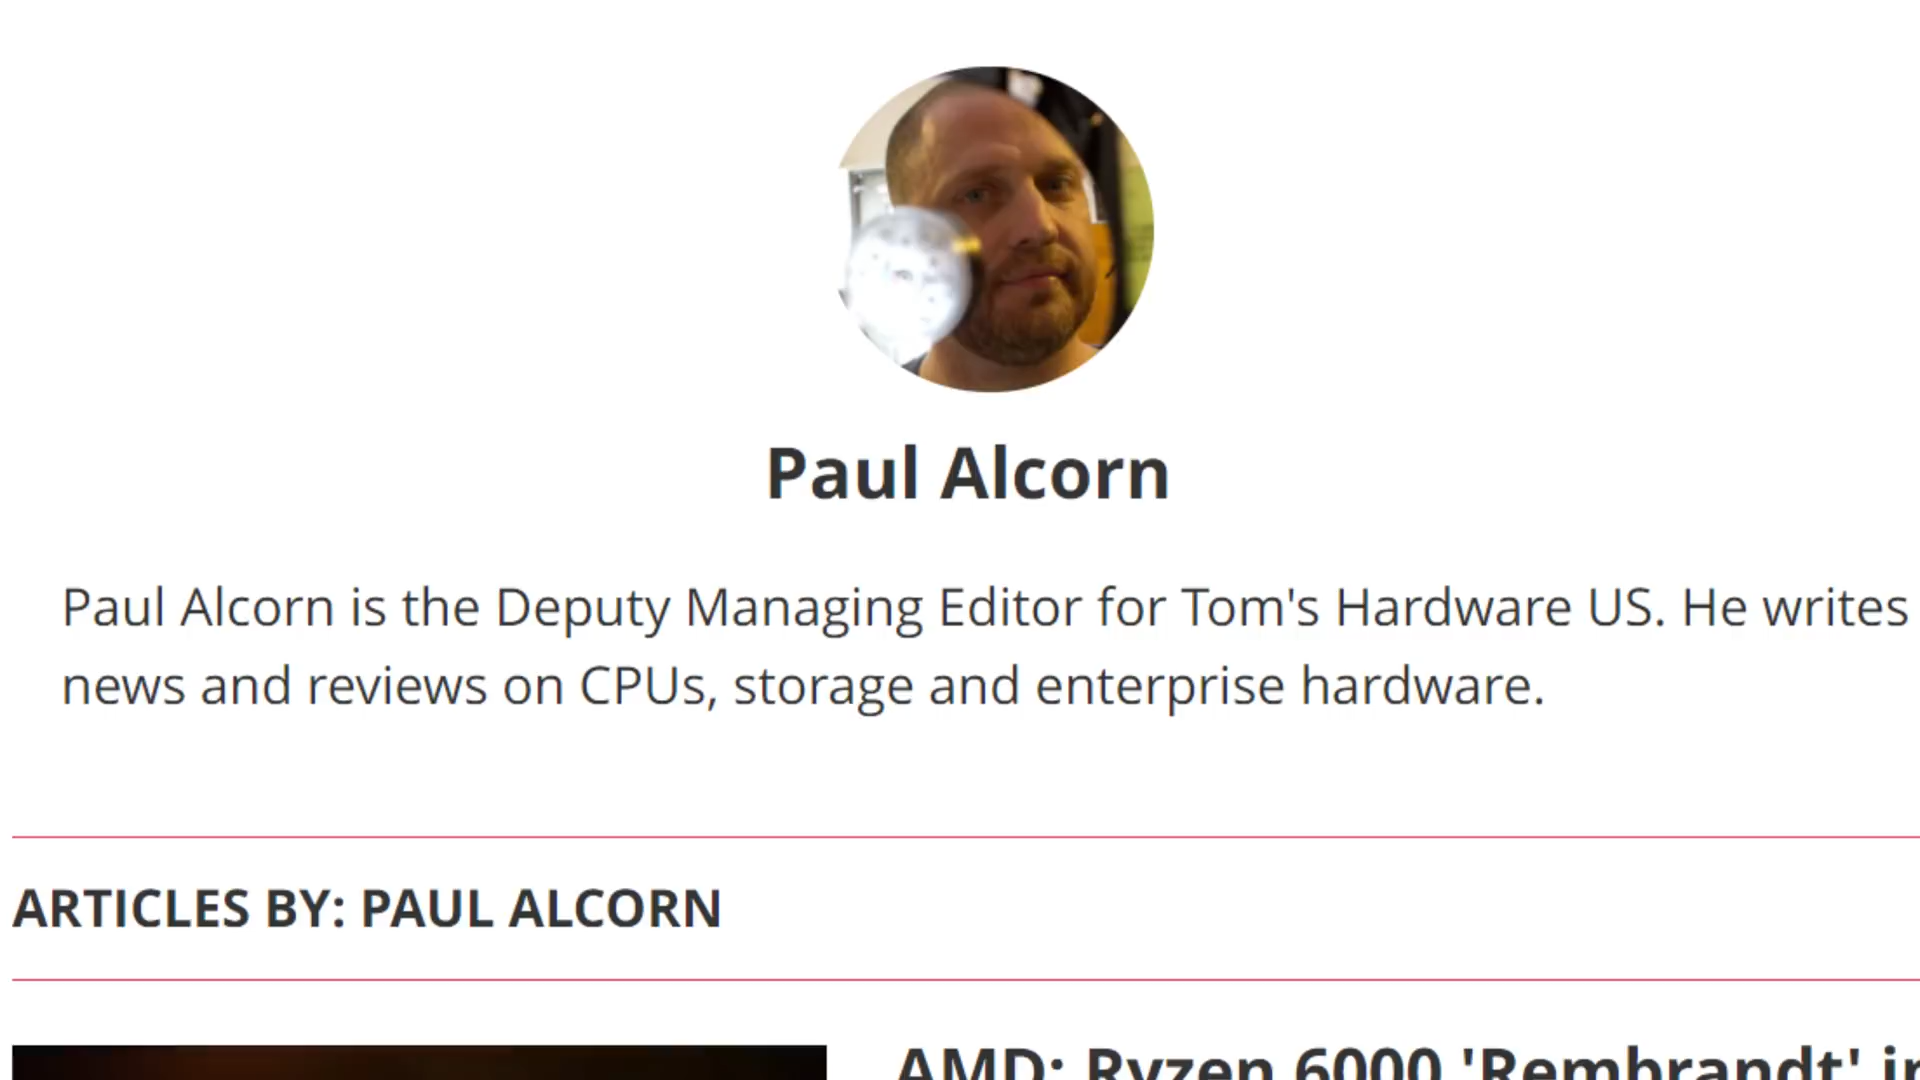 Paul Alcorn
Paul Alcorn is the Deputy Managing Editor for Tom's Hardware US. He writes
news and reviews on CPUs, storage and enterprise hardware.
ARTICLES BY: PAUL ALCORN
AMD: Ryzen 6000 'Rembrandt'